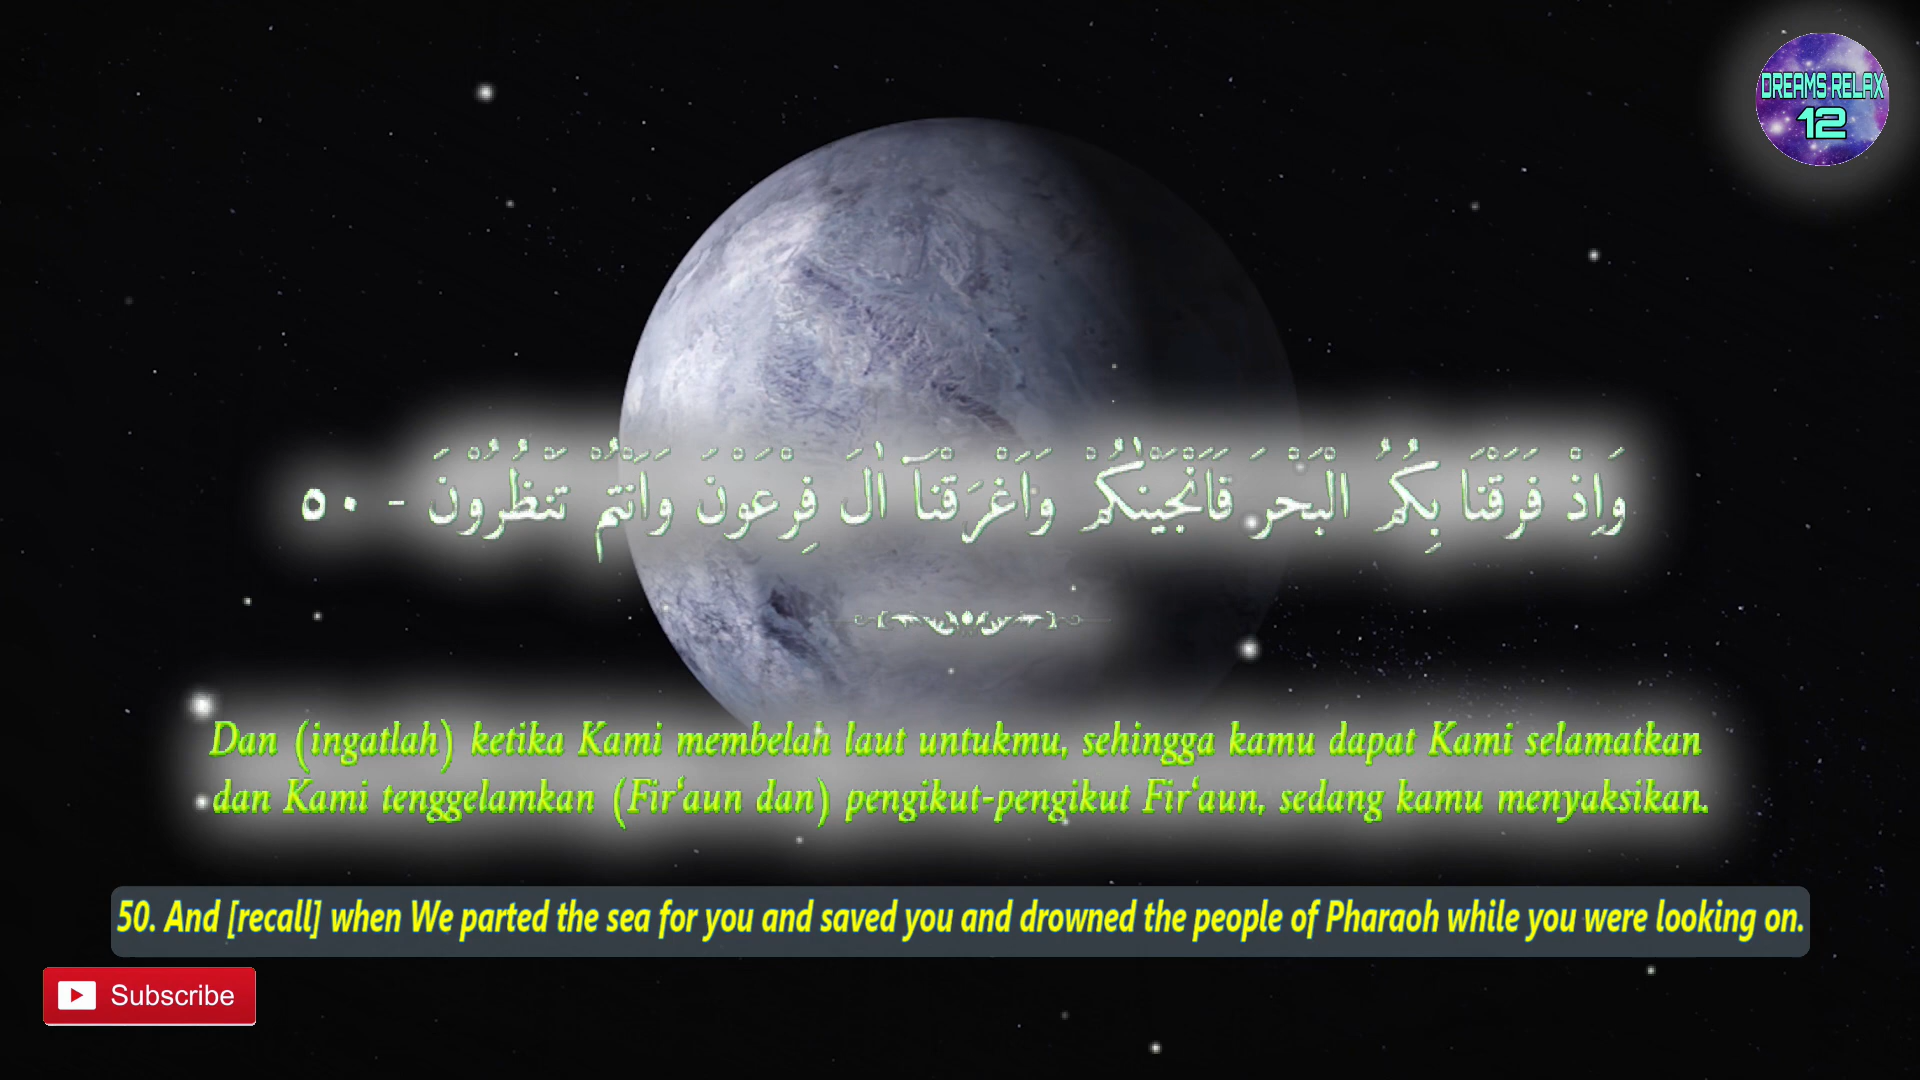 DREAMS RELAX
12
وَاِذْ فَرَقْنَا بِكُمُ الْبَحْرَ فَاَنْجَيْنٰكُمْ وَاَغْرَقْنَآ اٰلَ فِرْعَوْنَ وَاَنْتُمْ تَنْظُرُوْنَ - ٥٠
Dan (ingatlah) ketika Kami membelah laut untukmu, sehingga kamu dapat Kami selamatkan
dan Kami tenggelamkan (Fir‘aun dan) pengikut-pengikut Fir‘aun, sedang kamu menyaksikan.
50. And [recall] when We parted the sea for you and saved you and drowned the people of Pharaoh while you were looking on.
Subscribe